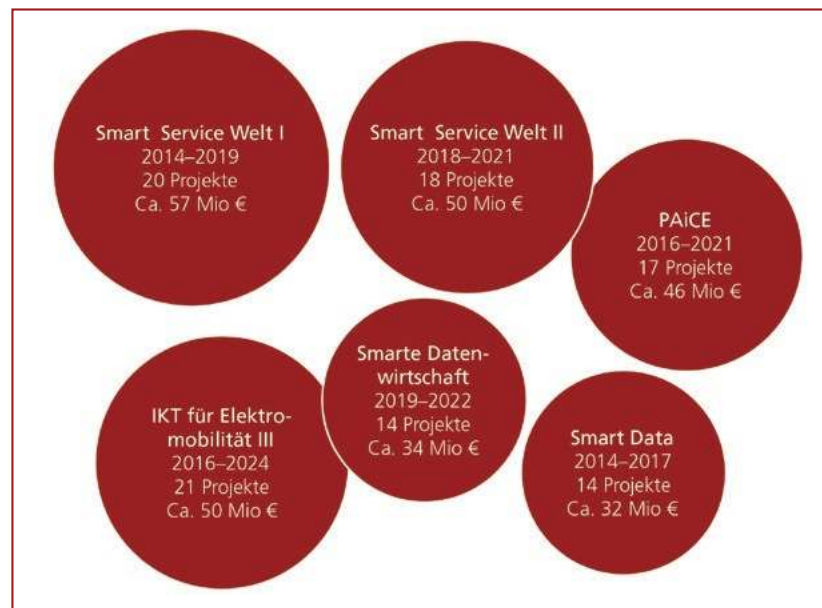 Smart Service Welt I
2014–2019
20 Projekte
Ca. 57 Mio €
Smart Service Welt II
2018–2021
18 Projekte
Ca. 50 Mio €
PAiCE
2016–2021
17 Projekte
Ca. 46 Mio €
IKT für Elektro-
mobilität III
2016–2024
21 Projekte
Ca. 50 Mio €
Smarte Daten-
wirtschaft
2019–2022
14 Projekte
Ca. 34 Mio €
Smart Data
2014–2017
14 Projekte
Ca. 32 Mio €